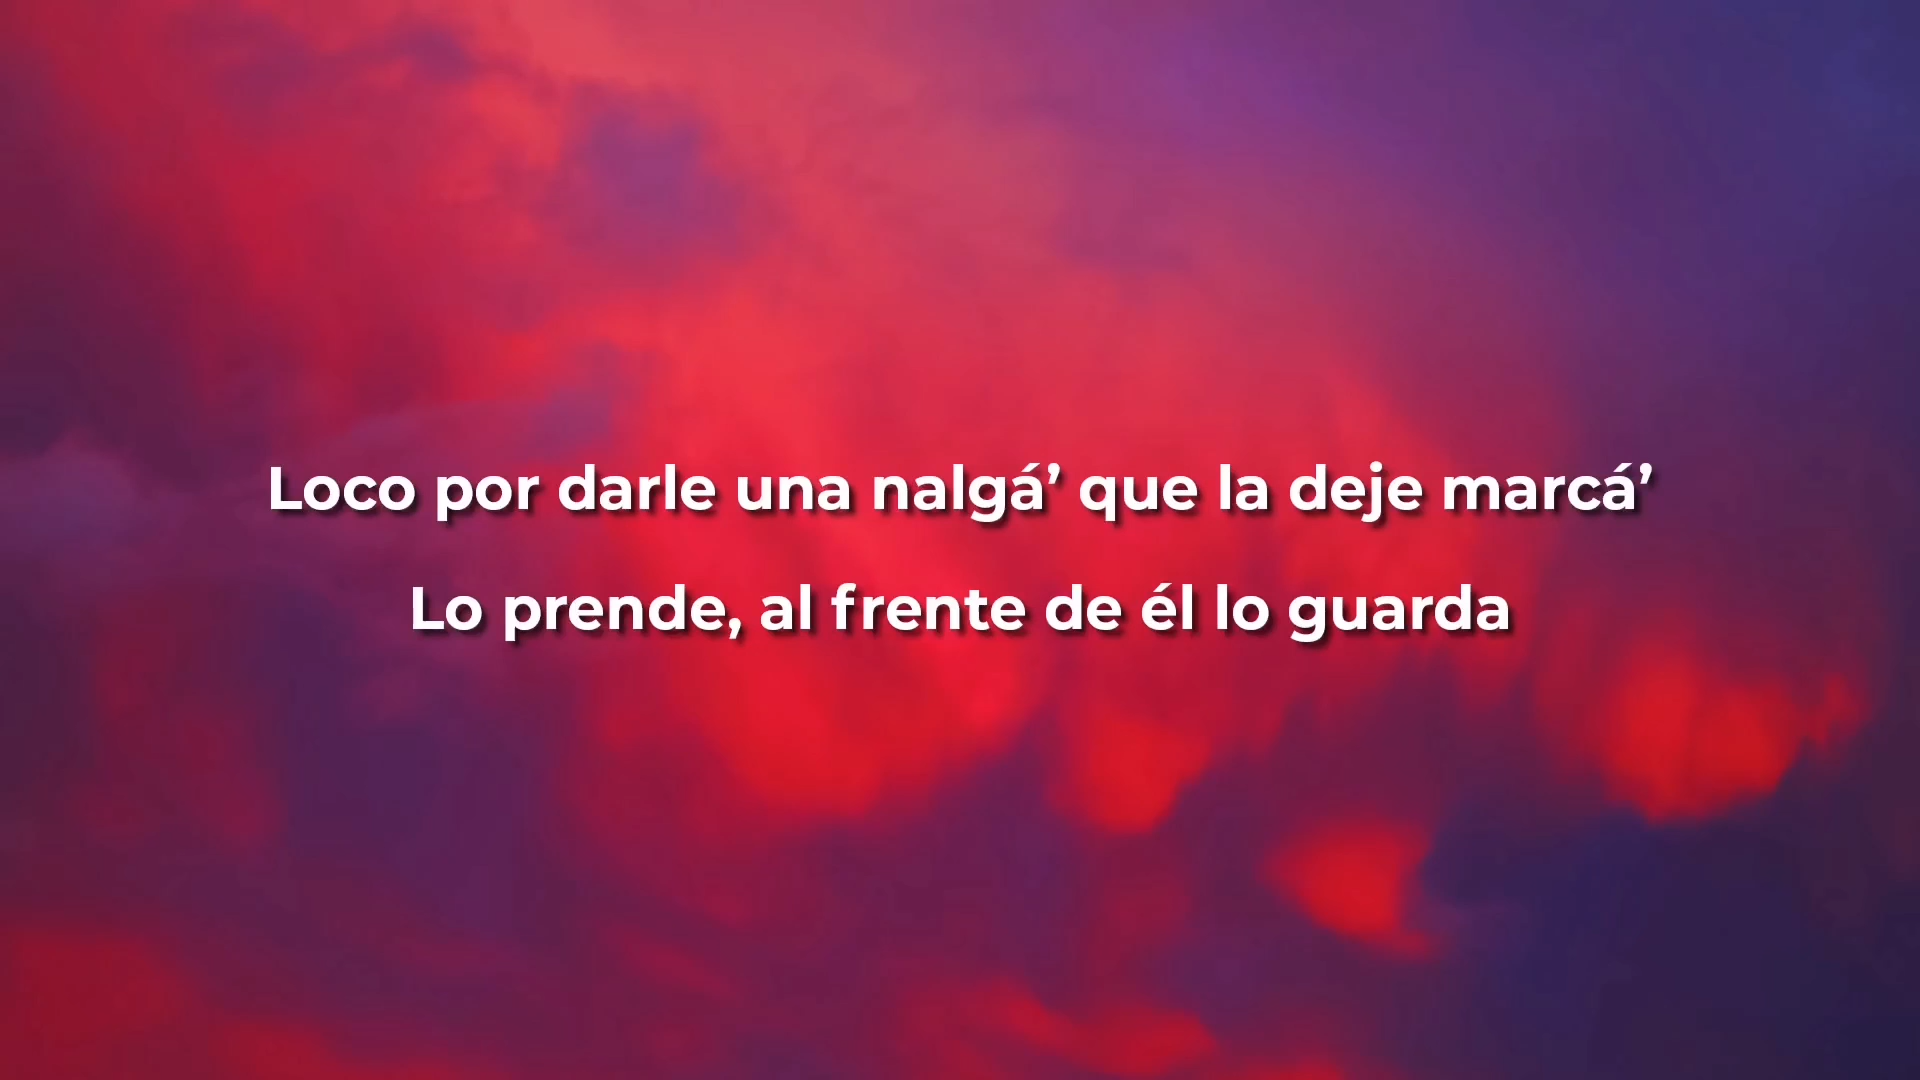 Loco por darle una nalgá’ que la deje marcá’
Lo prende, al frente de él lo guarda